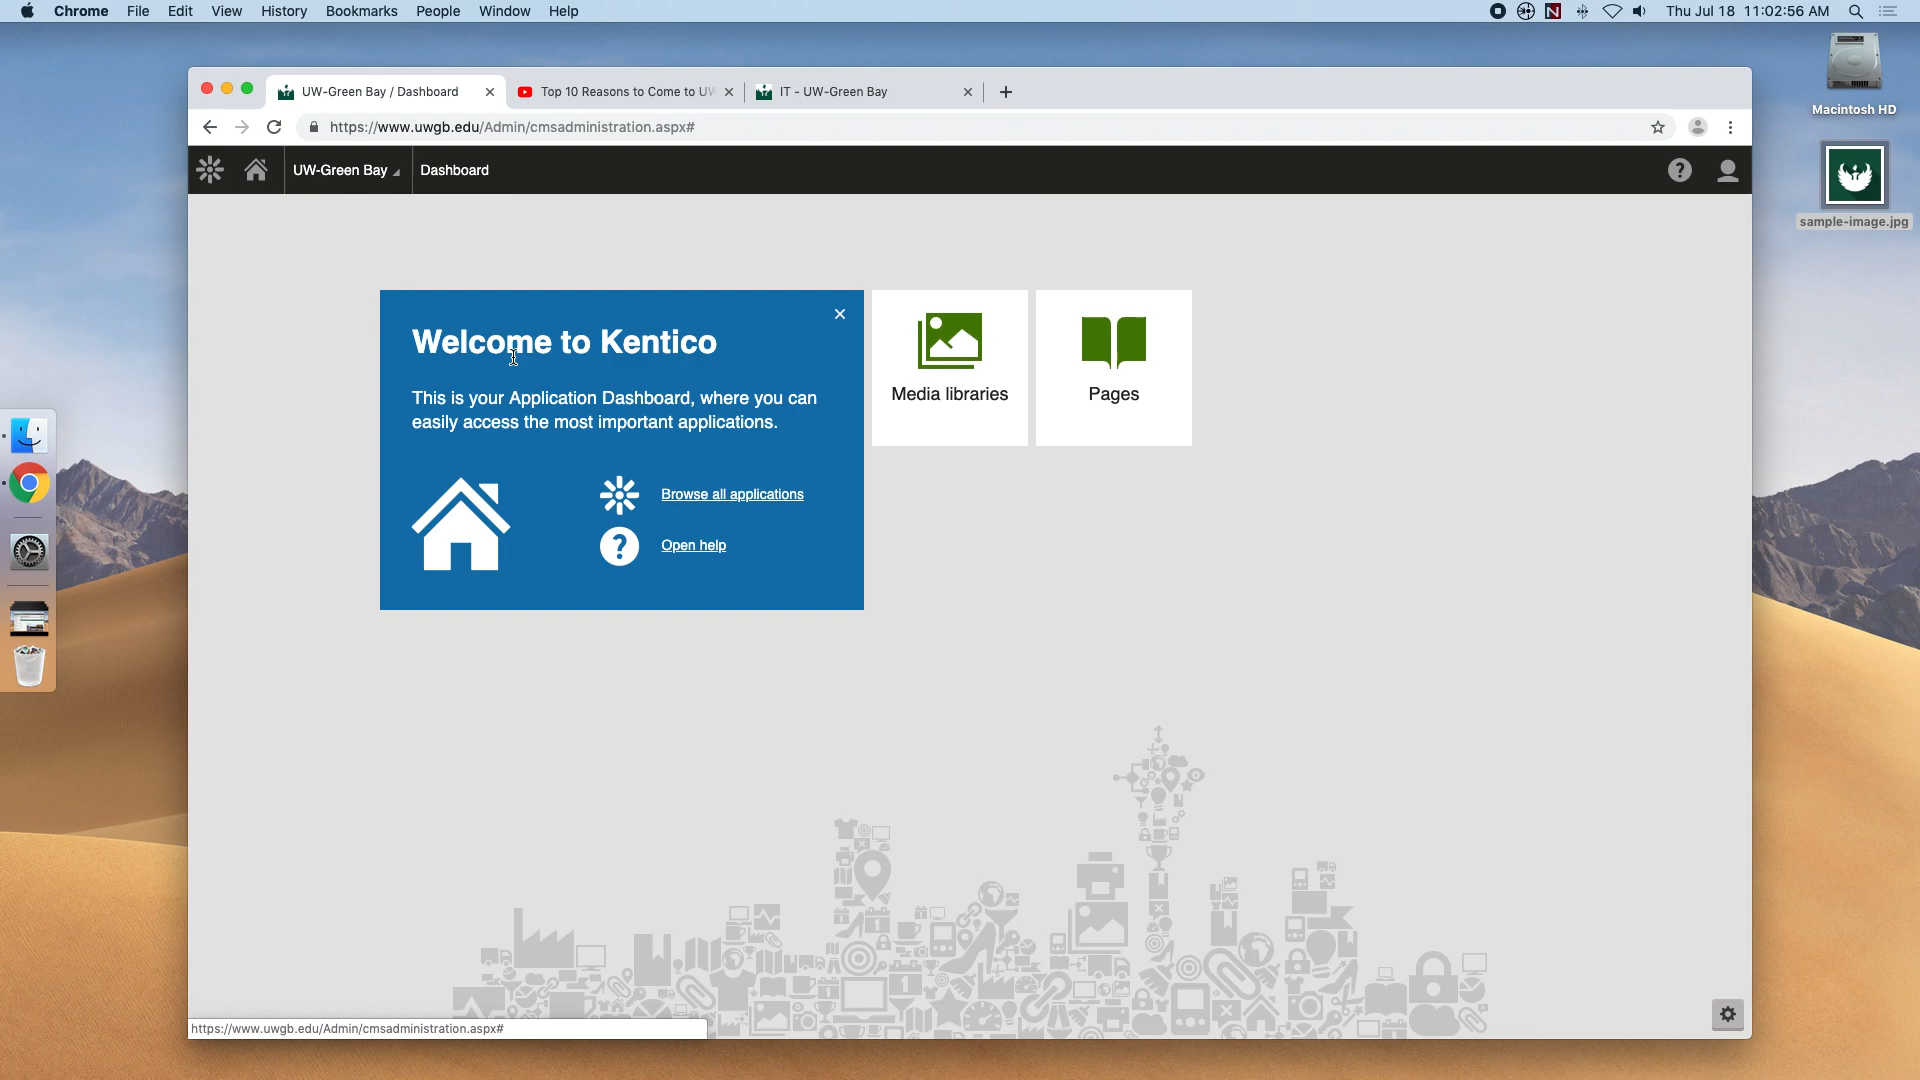 Chrome File Edit View History Bookmarks People Window Help
N
Thu Jul 18 11:02:56 AM
Macintosh HD
sample-image.jpg
UW-Green Bay / Dashboard
Top 10 Reasons to Come to UW
IT - UW-Green Bay
https://www.uwgb.edu/Admin/cmsadministration.aspx#
UW-Green Bay
Dashboard
?
Welcome to Kentico
This is your Application Dashboard, where you can
easily access the most important applications.
Browse all applications
? Open help
Media libraries
Pages
https://www.uwgb.edu/Admin/cmsadministration.aspx#